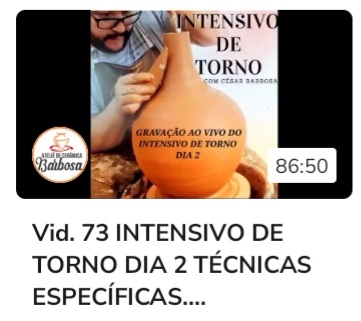 INTENSIVO
DE
TORNO
COM CÉSAR BARBOSA
GRAVAÇÃO AO VIVO DO
INTENSIVO DE TORNO
DIA 2
ATELIÊ DE CERÂMICA
Barbosa
86:50
Vid. 73 INTENSIVO DE
TORNO DIA 2 TÉCNICAS
ESPECÍFICAS....